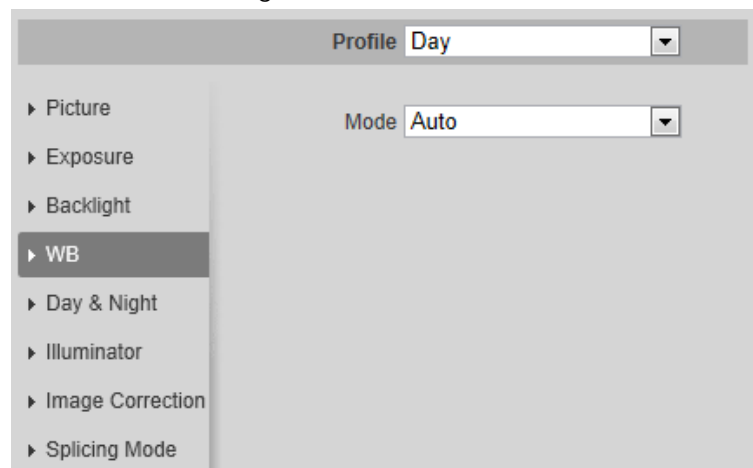 Profile Day
Picture
Mode Auto
Exposure
Backlight
WB
Day & Night
Illuminator
Image Correction
Splicing Mode